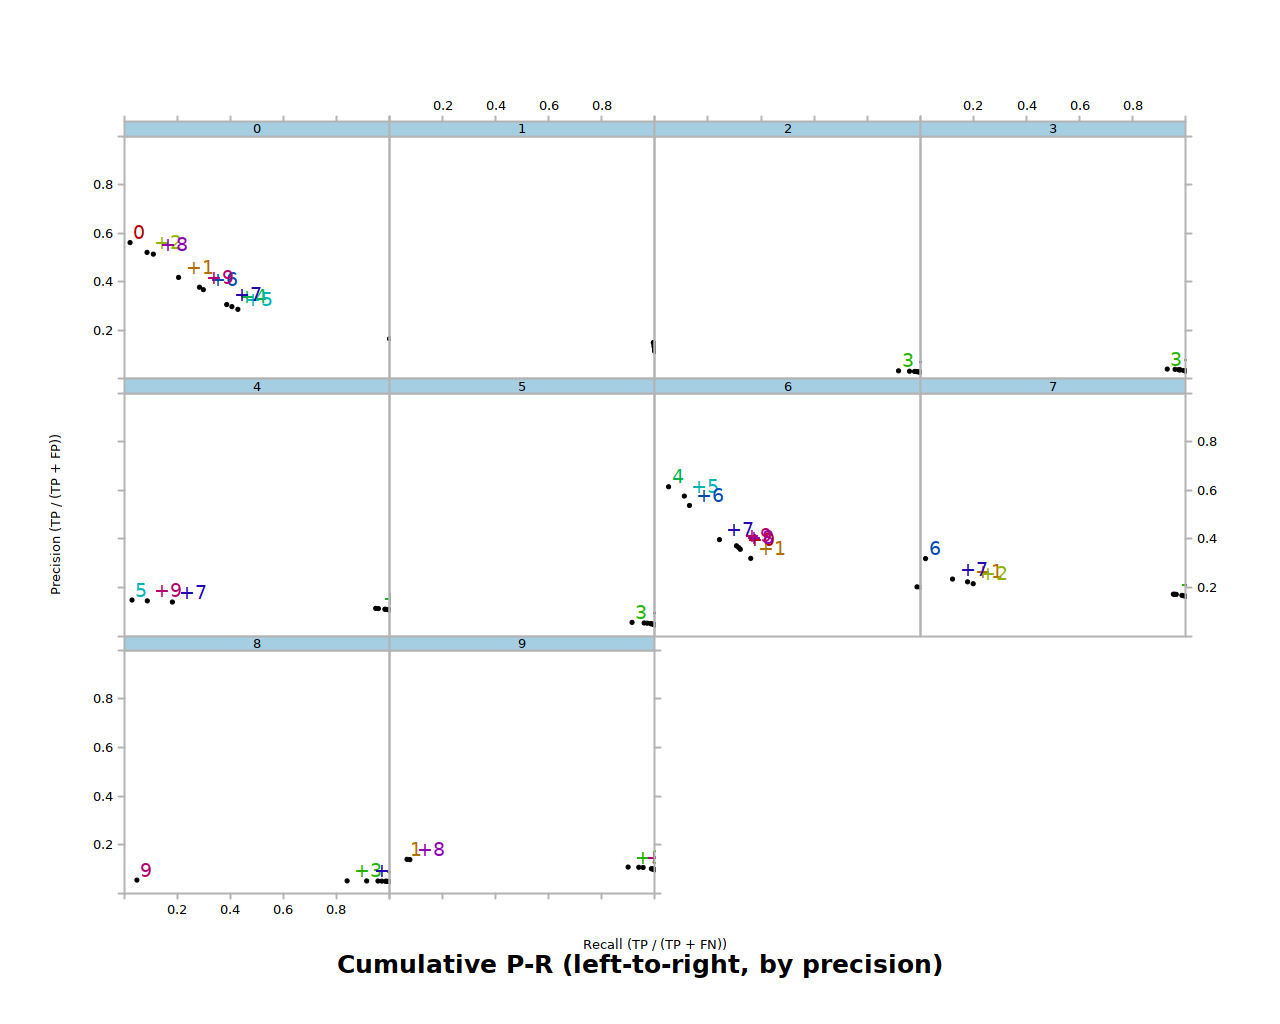 0.2 0.4 0.6 0.8 0.2 0.4 0.6 0.8
0 1 2 3
0.8
0.6
0.4
0.2
0 +2 +8 +1 +9 +6 +7 +4 +5
3 3
4 5 6 7
0.8
0.6
0.4
0.2
5 +9 +7
3
4 +5 +6 +7 +9 +1
6 +7 +1 +2
8 9
0.8
0.6
0.4
0.2
9 +3 +
1 +8 +
0.2 0.4 0.6 0.8
Precision (TP / (TP + FP))
Recall (TP / (TP + FN))
Cumulative P-R (left-to-right, by precision)